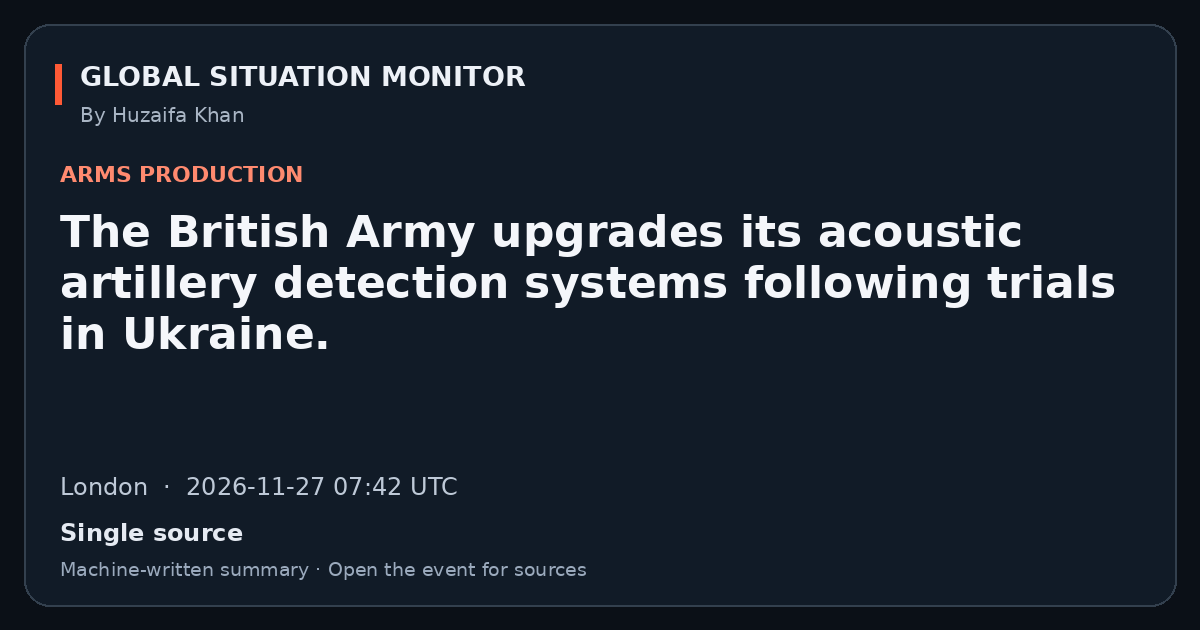 GLOBAL SITUATION MONITOR
By Huzaifa Khan
ARMS PRODUCTION
The British Army upgrades its acoustic
artillery detection systems following trials
in Ukraine.
London · 2026-11-27 07:42 UTC
Single source
Machine-written summary · Open the event for sources